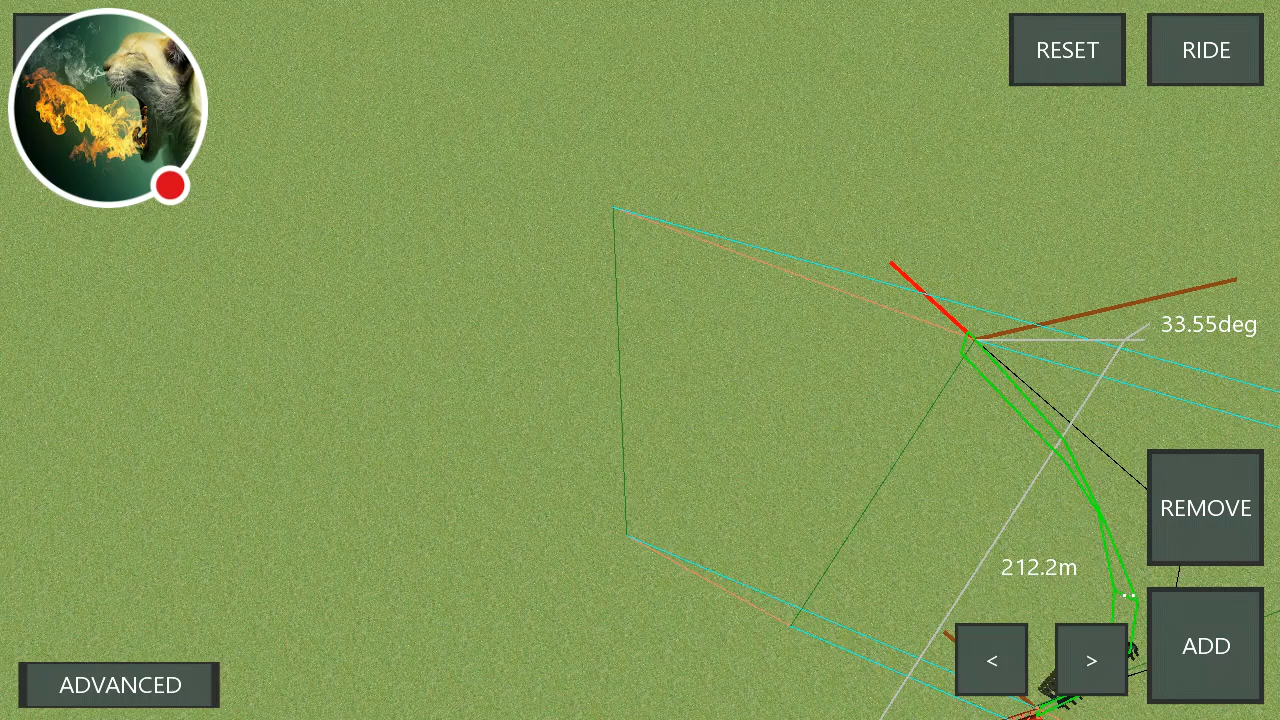 RESET
RIDE
33.55deg
REMOVE
212.2m
ADD
<
>
ADVANCED